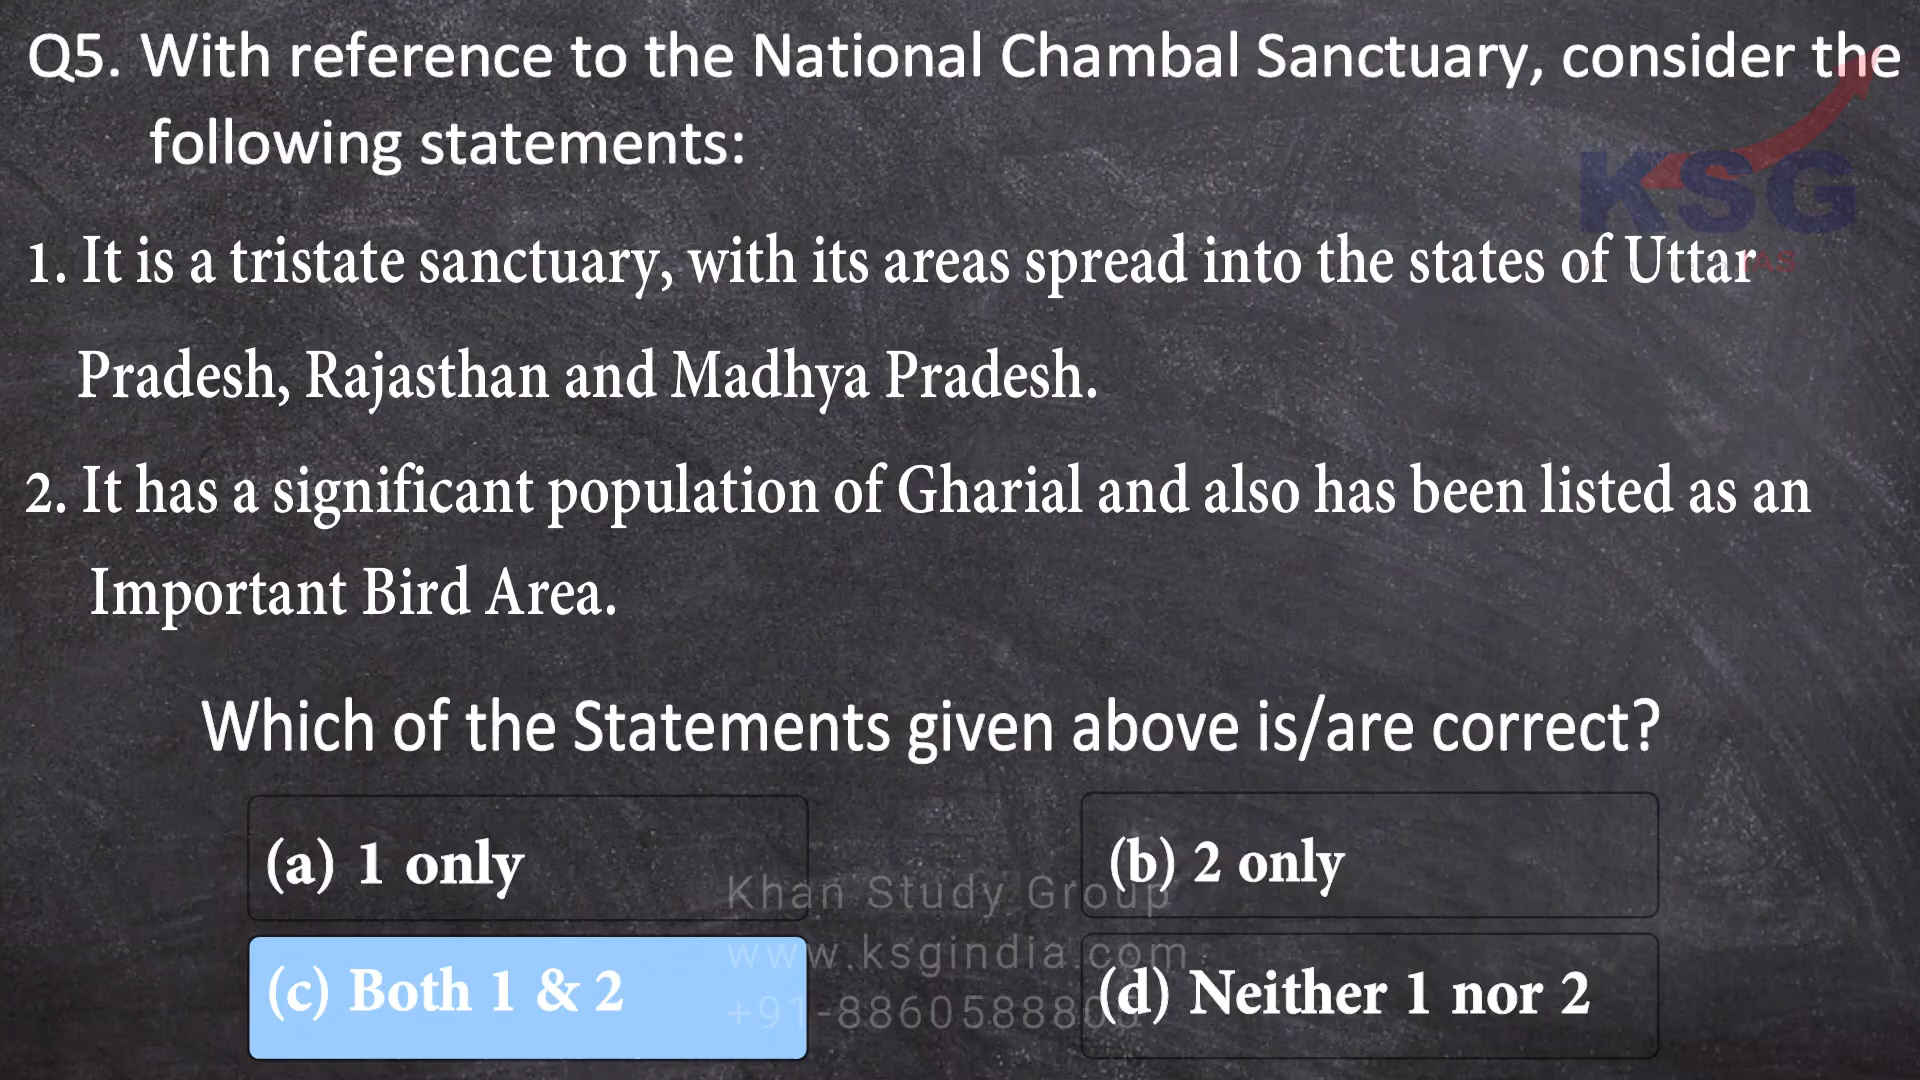 Q5. With reference to the National Chambal Sanctuary, consider the
following statements:
KSG
IAS
1. It is a tristate sanctuary, with its areas spread into the states of Uttar
Pradesh, Rajasthan and Madhya Pradesh.
2. It has a significant population of Gharial and also has been listed as an
Important Bird Area.
Which of the Statements given above is/are correct?
(a) 1 only
(b) 2 only
Khan Study Group
www.ksgindia.com
(c) Both 1 & 2
(d) Neither 1 nor 2